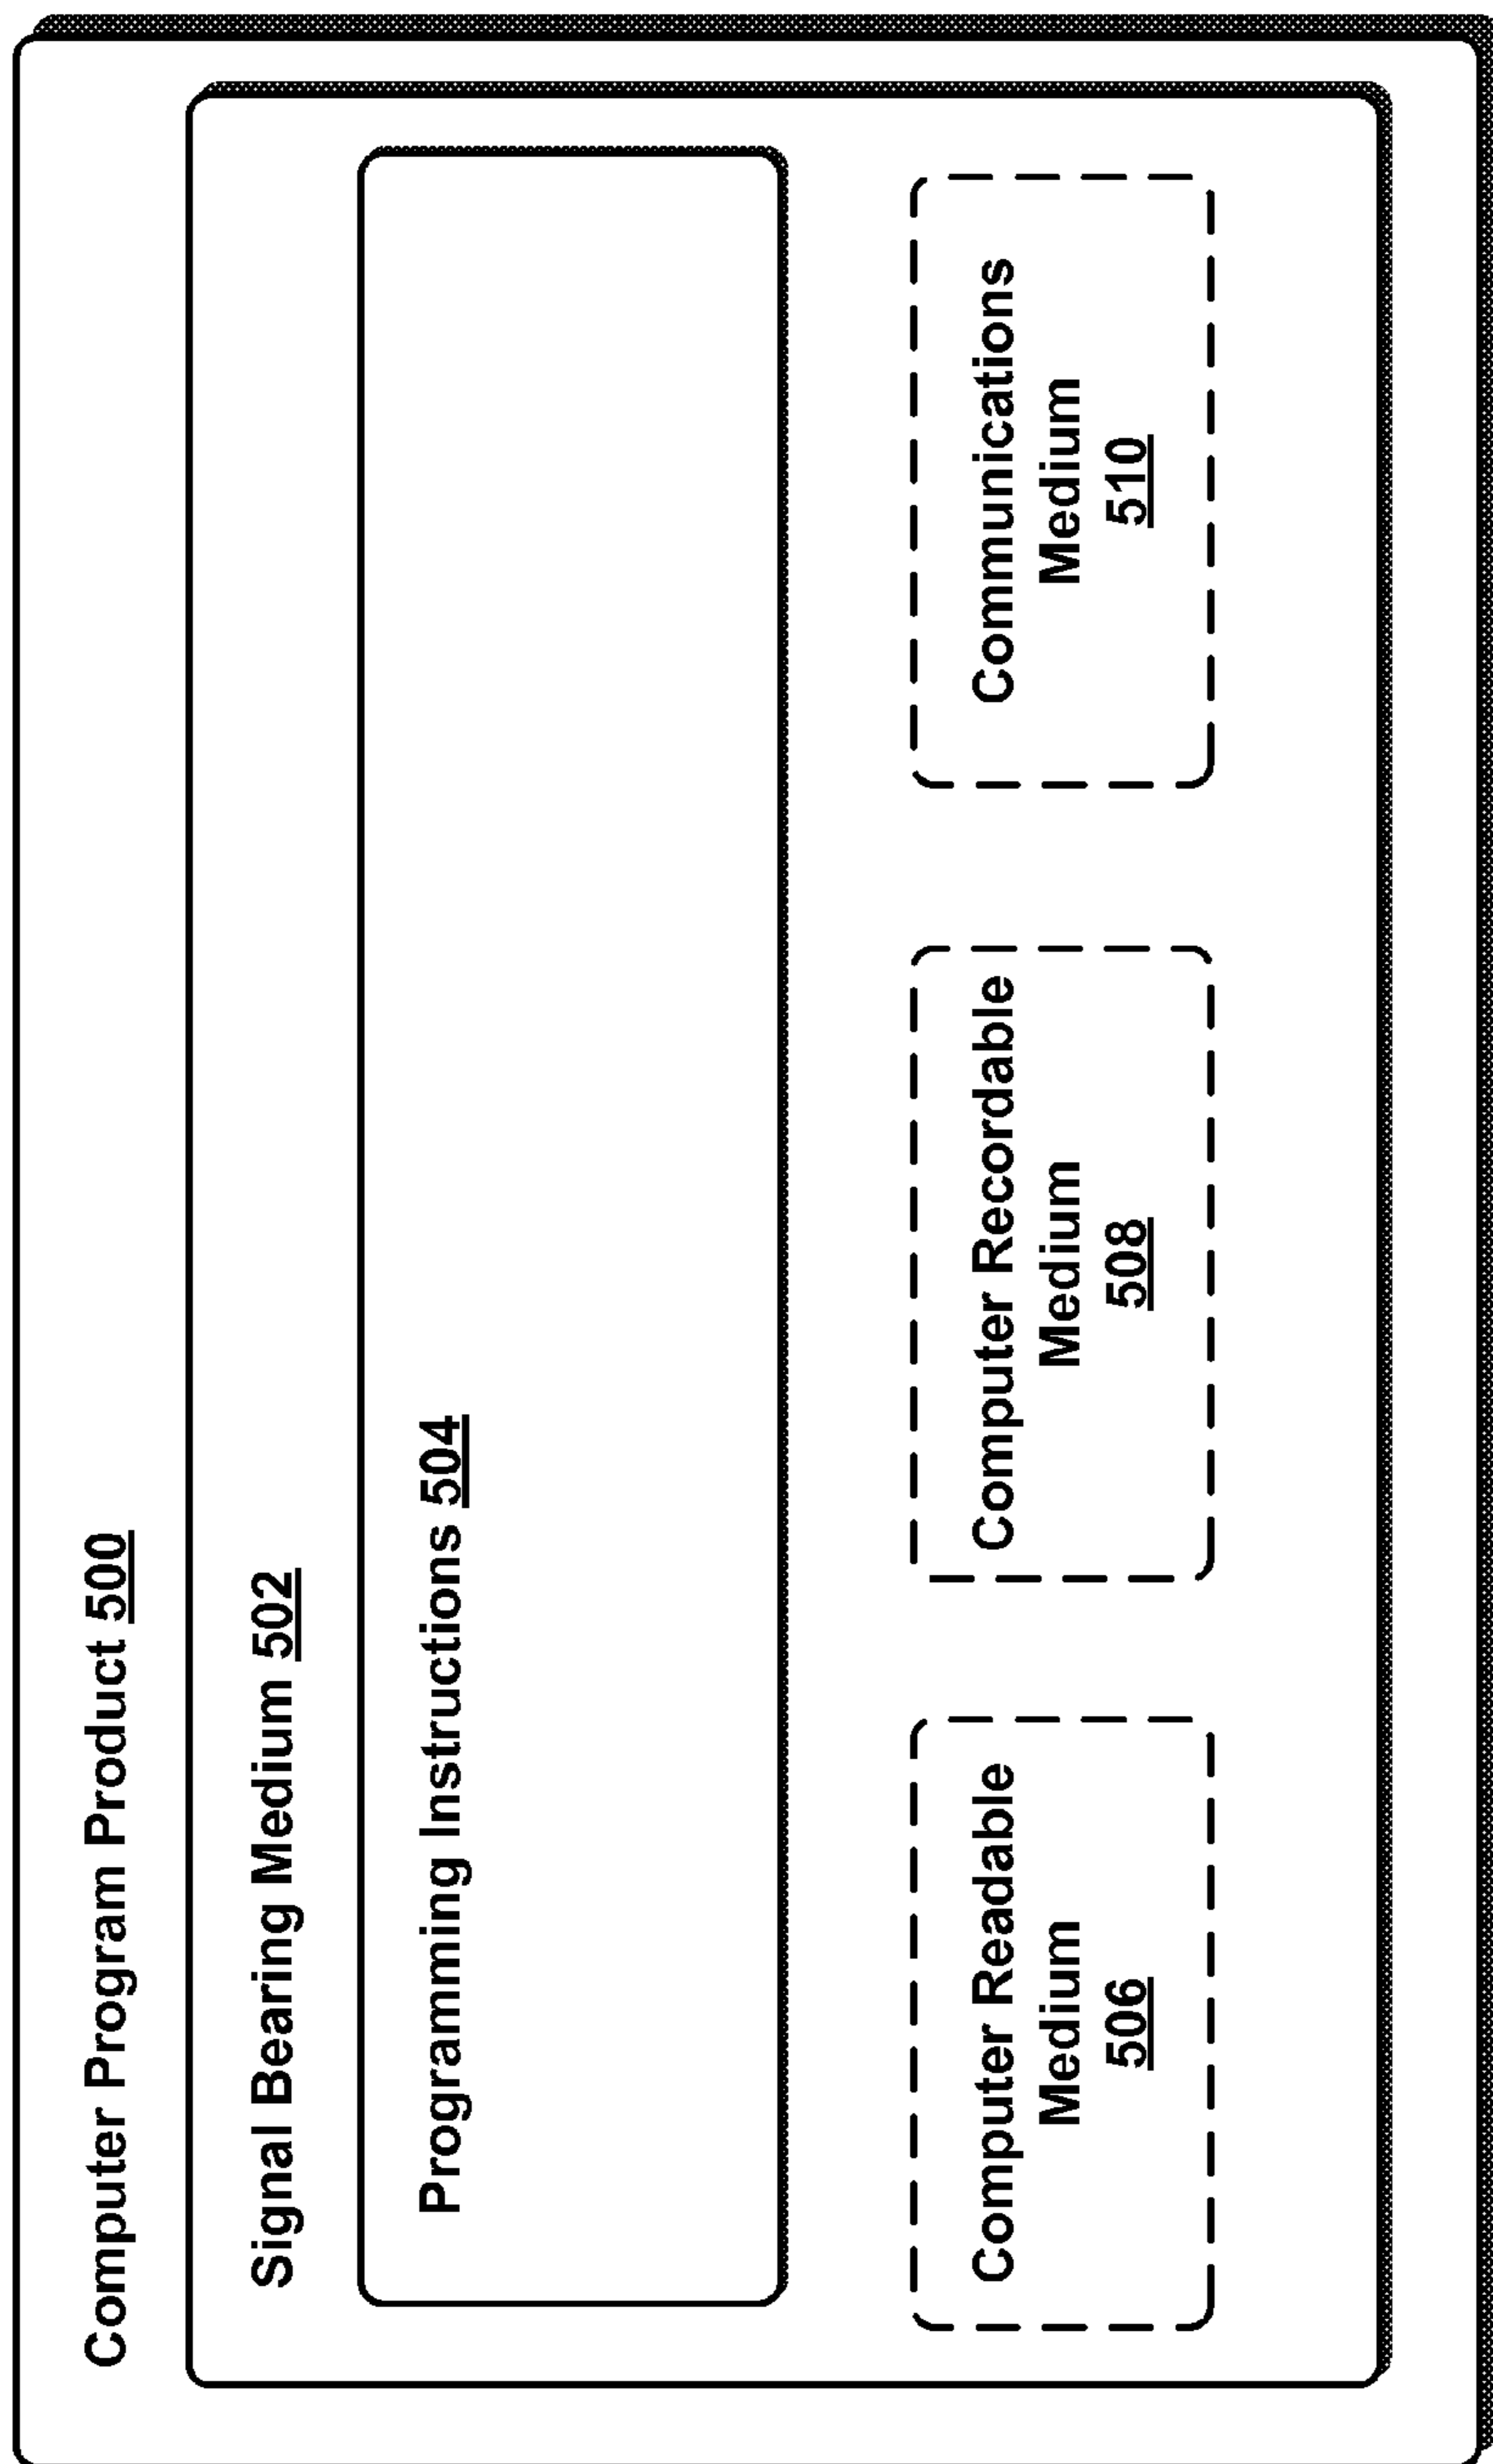 Computer Program Product 500
Signal Bearing Medium 502
Programming Instructions 504
Computer Readable
Medium
506
Computer Recordable
Medium
508
Communications
Medium
510